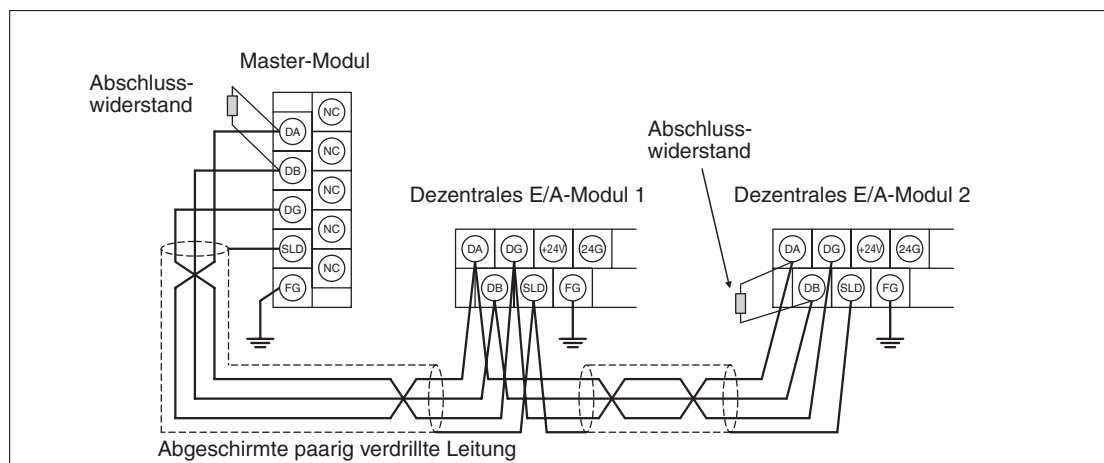 Master-Modul
Abschluss-
widerstand
NC
DA
NC
DB
NC
DG
NC
SLD
NC
FG
Abschluss-
widerstand
Dezentrales E/A-Modul 1
DA DG +24V 24G
DB SLD FG
Dezentrales E/A-Modul 2
DA DG +24V 24G
DB SLD FG
Abgeschirmte paarig verdrillte Leitung